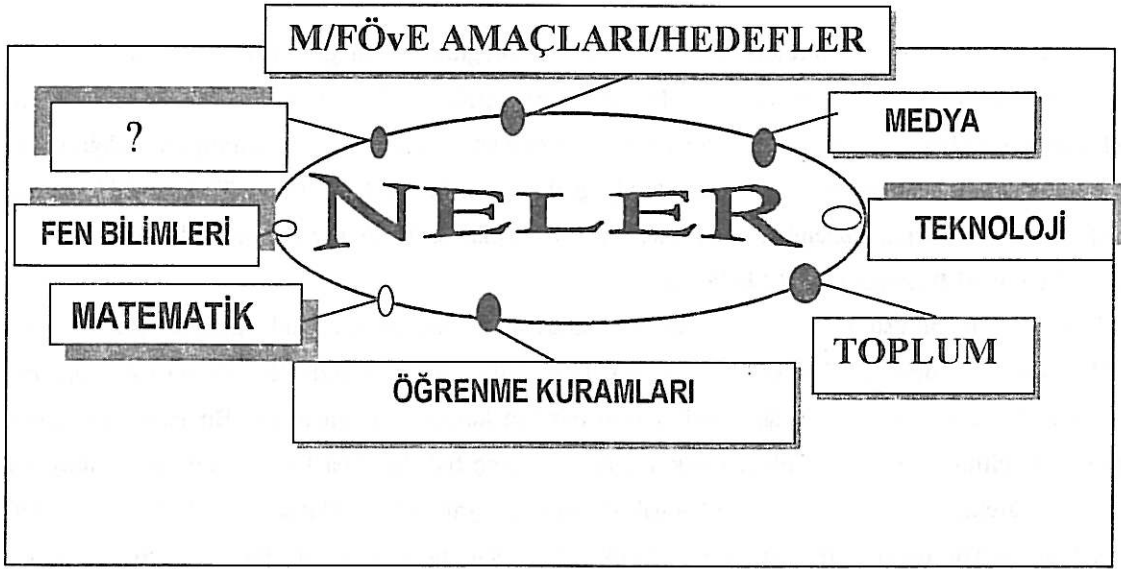 M/FÖvE AMAÇLARI/HEDEFLER
?
MEDYA
NELER
FEN BİLİMLERİ
TEKNOLOJİ
MATEMATİK
TOPLUM
ÖĞRENME KURAMLARI